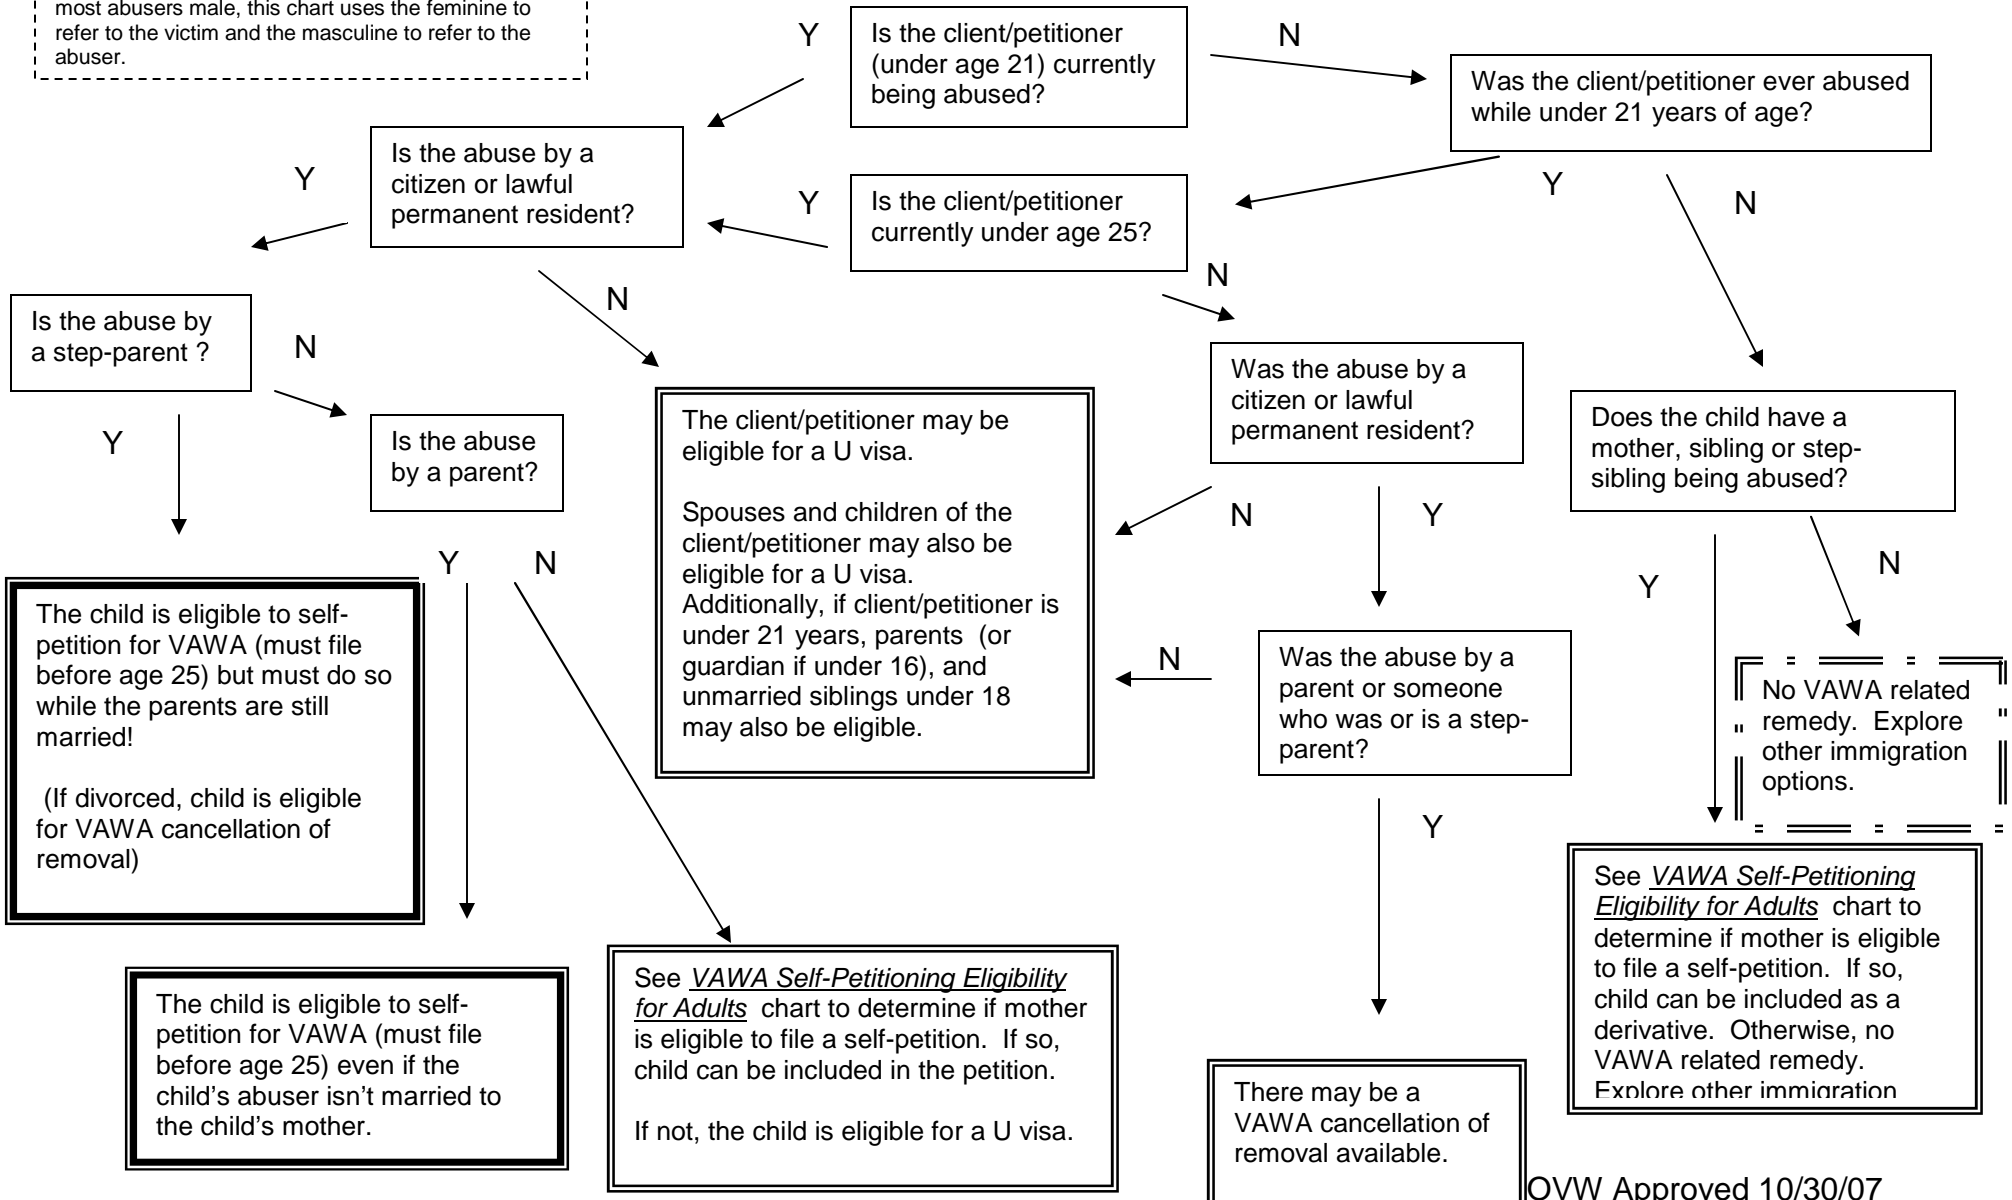 most abusers male, this chart uses the feminine to
refer to the victim and the masculine to refer to the
abuser.
Y
Is the client/petitioner
(under age 21) currently
being abused?
N
Was the client/petitioner ever abused
while under 21 years of age?
Y
Is the abuse by a
citizen or lawful
permanent resident?
Y
Is the client/petitioner
currently under age 25?
Y
N
N
N
Is the abuse by
a step-parent ?
N
Y
Is the abuse
by a parent?
The client/petitioner may be
eligible for a U visa.
Spouses and children of the
client/petitioner may also be
eligible for a U visa.
Additionally, if client/petitioner is
under 21 years, parents (or
guardian if under 16), and
unmarried siblings under 18
may also be eligible.
Was the abuse by a
citizen or lawful
permanent resident?
Does the child have a
mother, sibling or step-
sibling being abused?
N
Y
Y
N
Y
N
The child is eligible to self-
petition for VAWA (must file
before age 25) but must do so
while the parents are still
married!
(If divorced, child is eligible
for VAWA cancellation of
removal)
N
Was the abuse by a
parent or someone
who was or is a step-
parent?
No VAWA related
remedy. Explore
other immigration
options.
Y
See VAWA Self-Petitioning
Eligibility for Adults chart to
determine if mother is eligible
to file a self-petition. If so,
child can be included as a
derivative. Otherwise, no
VAWA related remedy.
Explore other immigration
The child is eligible to self-
petition for VAWA (must file
before age 25) even if the
child's abuser isn't married to
the child's mother.
See VAWA Self-Petitioning Eligibility
for Adults chart to determine if mother
is eligible to file a self-petition. If so,
child can be included in the petition.
If not, the child is eligible for a U visa.
There may be a
VAWA cancellation of
removal available.
OVW Approved 10/30/07